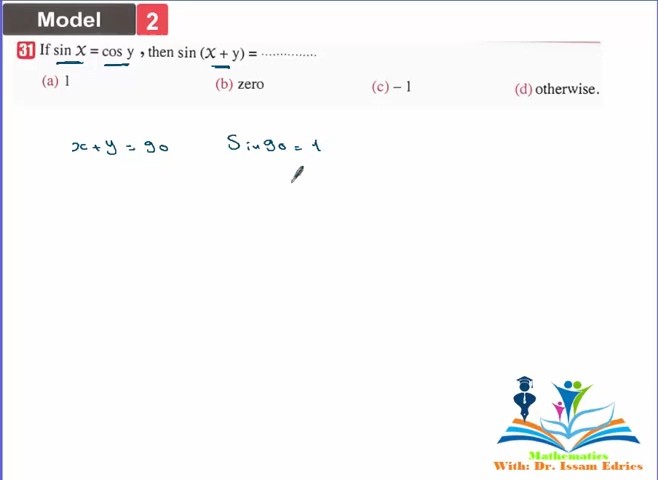 Model 2
31 If sin X = cos y , then sin (X + y) = ................
(a) 1 (b) zero (c) – 1 (d) otherwise.
x + y = 90 Sin 90 = 1
Mathematics
With: Dr. Issam Edries